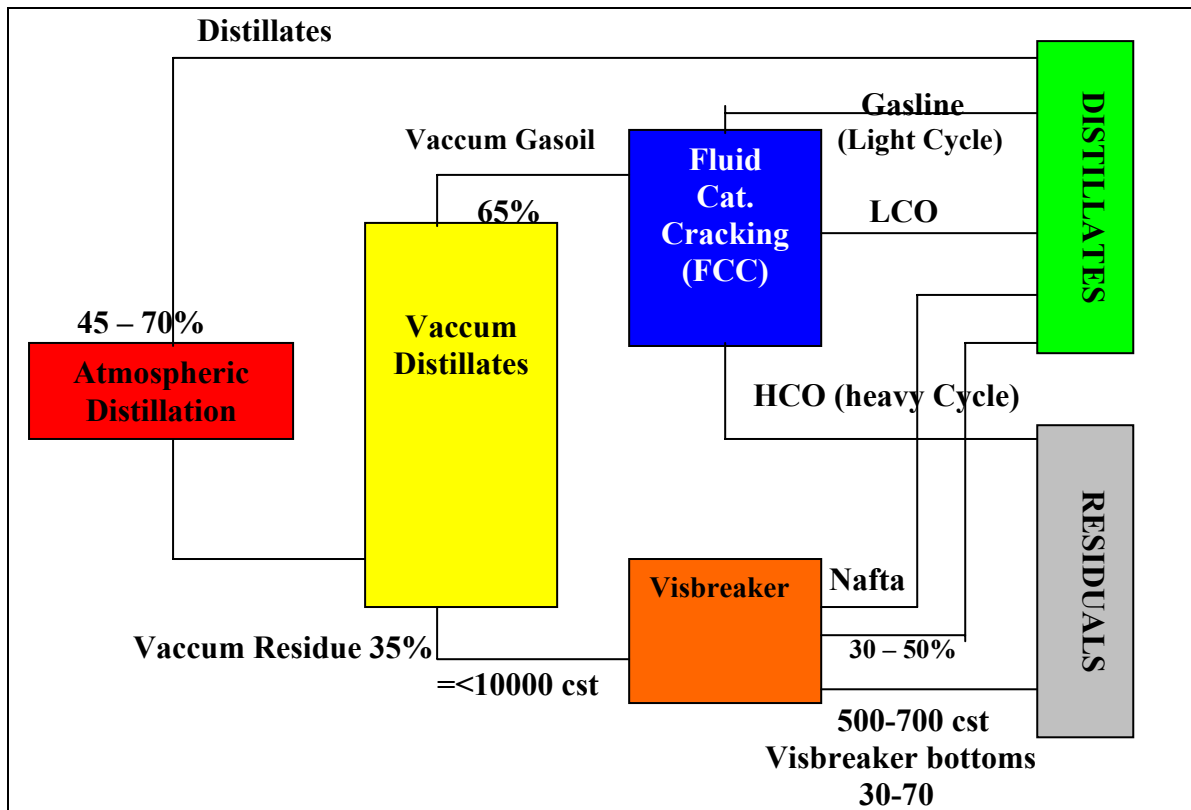 Distillates
Gasline
(Light Cycle)
Vaccum Gasoil
65%
Fluid
Cat.
Cracking
(FCC)
LCO
DISTILLATES
45 – 70%
Atmospheric
Distillation
Vaccum
Distillates
HCO (heavy Cycle)
RESIDUALS
Visbreaker
Nafta
30 – 50%
Vaccum Residue 35%
=<10000 cst
500-700 cst
Visbreaker bottoms
30-70